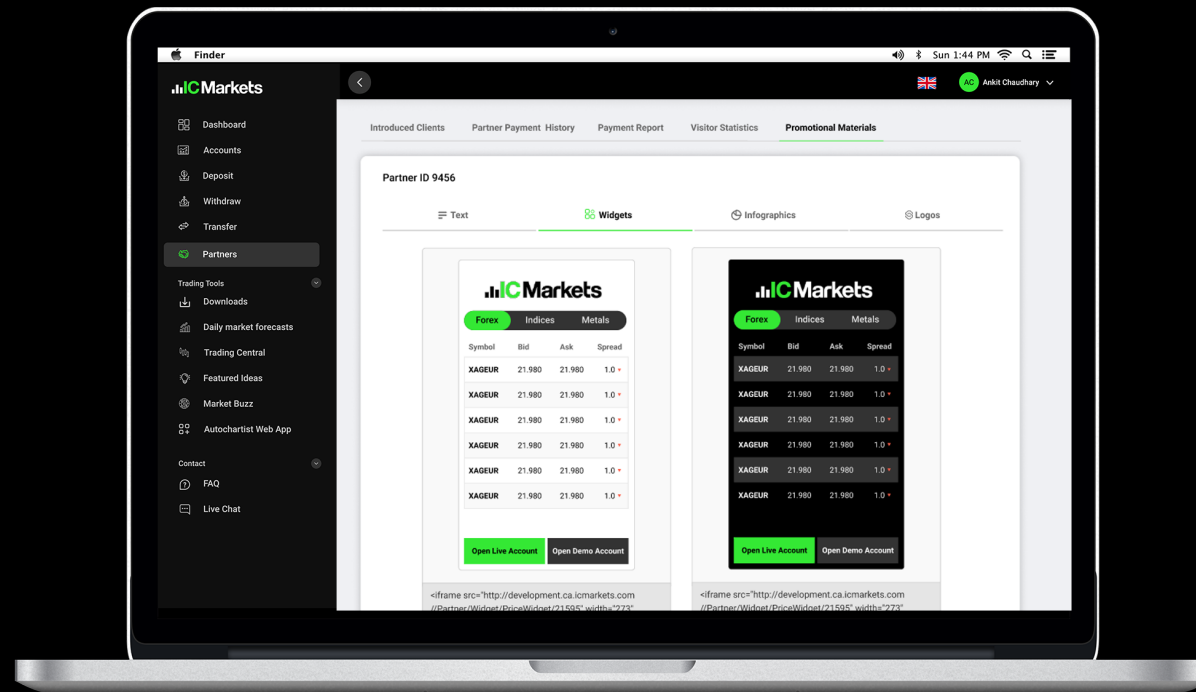 Finder
Sun 1:44 PM
ICMarkets
AC Ankit Chaudhary
Dashboard
Accounts
Deposit
Withdraw
Transfer
Partners
Trading Tools
Downloads
Daily market forecasts
Trading Central
Featured Ideas
Market Buzz
Autochartist Web App
Contact
FAQ
Live Chat
Introduced Clients Partner Payment History Payment Report Visitor Statistics Promotional Materials
Partner ID 9456
Text Widgets Infographics Logos
ICMarkets
Forex Indices Metals
Symbol Bid Ask Spread
XAGEUR 21.980 21.980 1.0
XAGEUR 21.980 21.980 1.0
XAGEUR 21.980 21.980 1.0
XAGEUR 21.980 21.980 1.0
XAGEUR 21.980 21.980 1.0
XAGEUR 21.980 21.980 1.0
Open Live Account Open Demo Account
<iframe src="http://development.ca.icmarkets.com
//Partner/Widget/PriceWidget/21595" width="273"
ICMarkets
Forex Indices Metals
Symbol Bid Ask Spread
XAGEUR 21.980 21.980 1.0
XAGEUR 21.980 21.980 1.0
XAGEUR 21.980 21.980 1.0
XAGEUR 21.980 21.980 1.0
XAGEUR 21.980 21.980 1.0
XAGEUR 21.980 21.980 1.0
Open Live Account Open Demo Account
<iframe src="http://development.ca.icmarkets.com
//Partner/Widget/PriceWidget/21595" width="273"